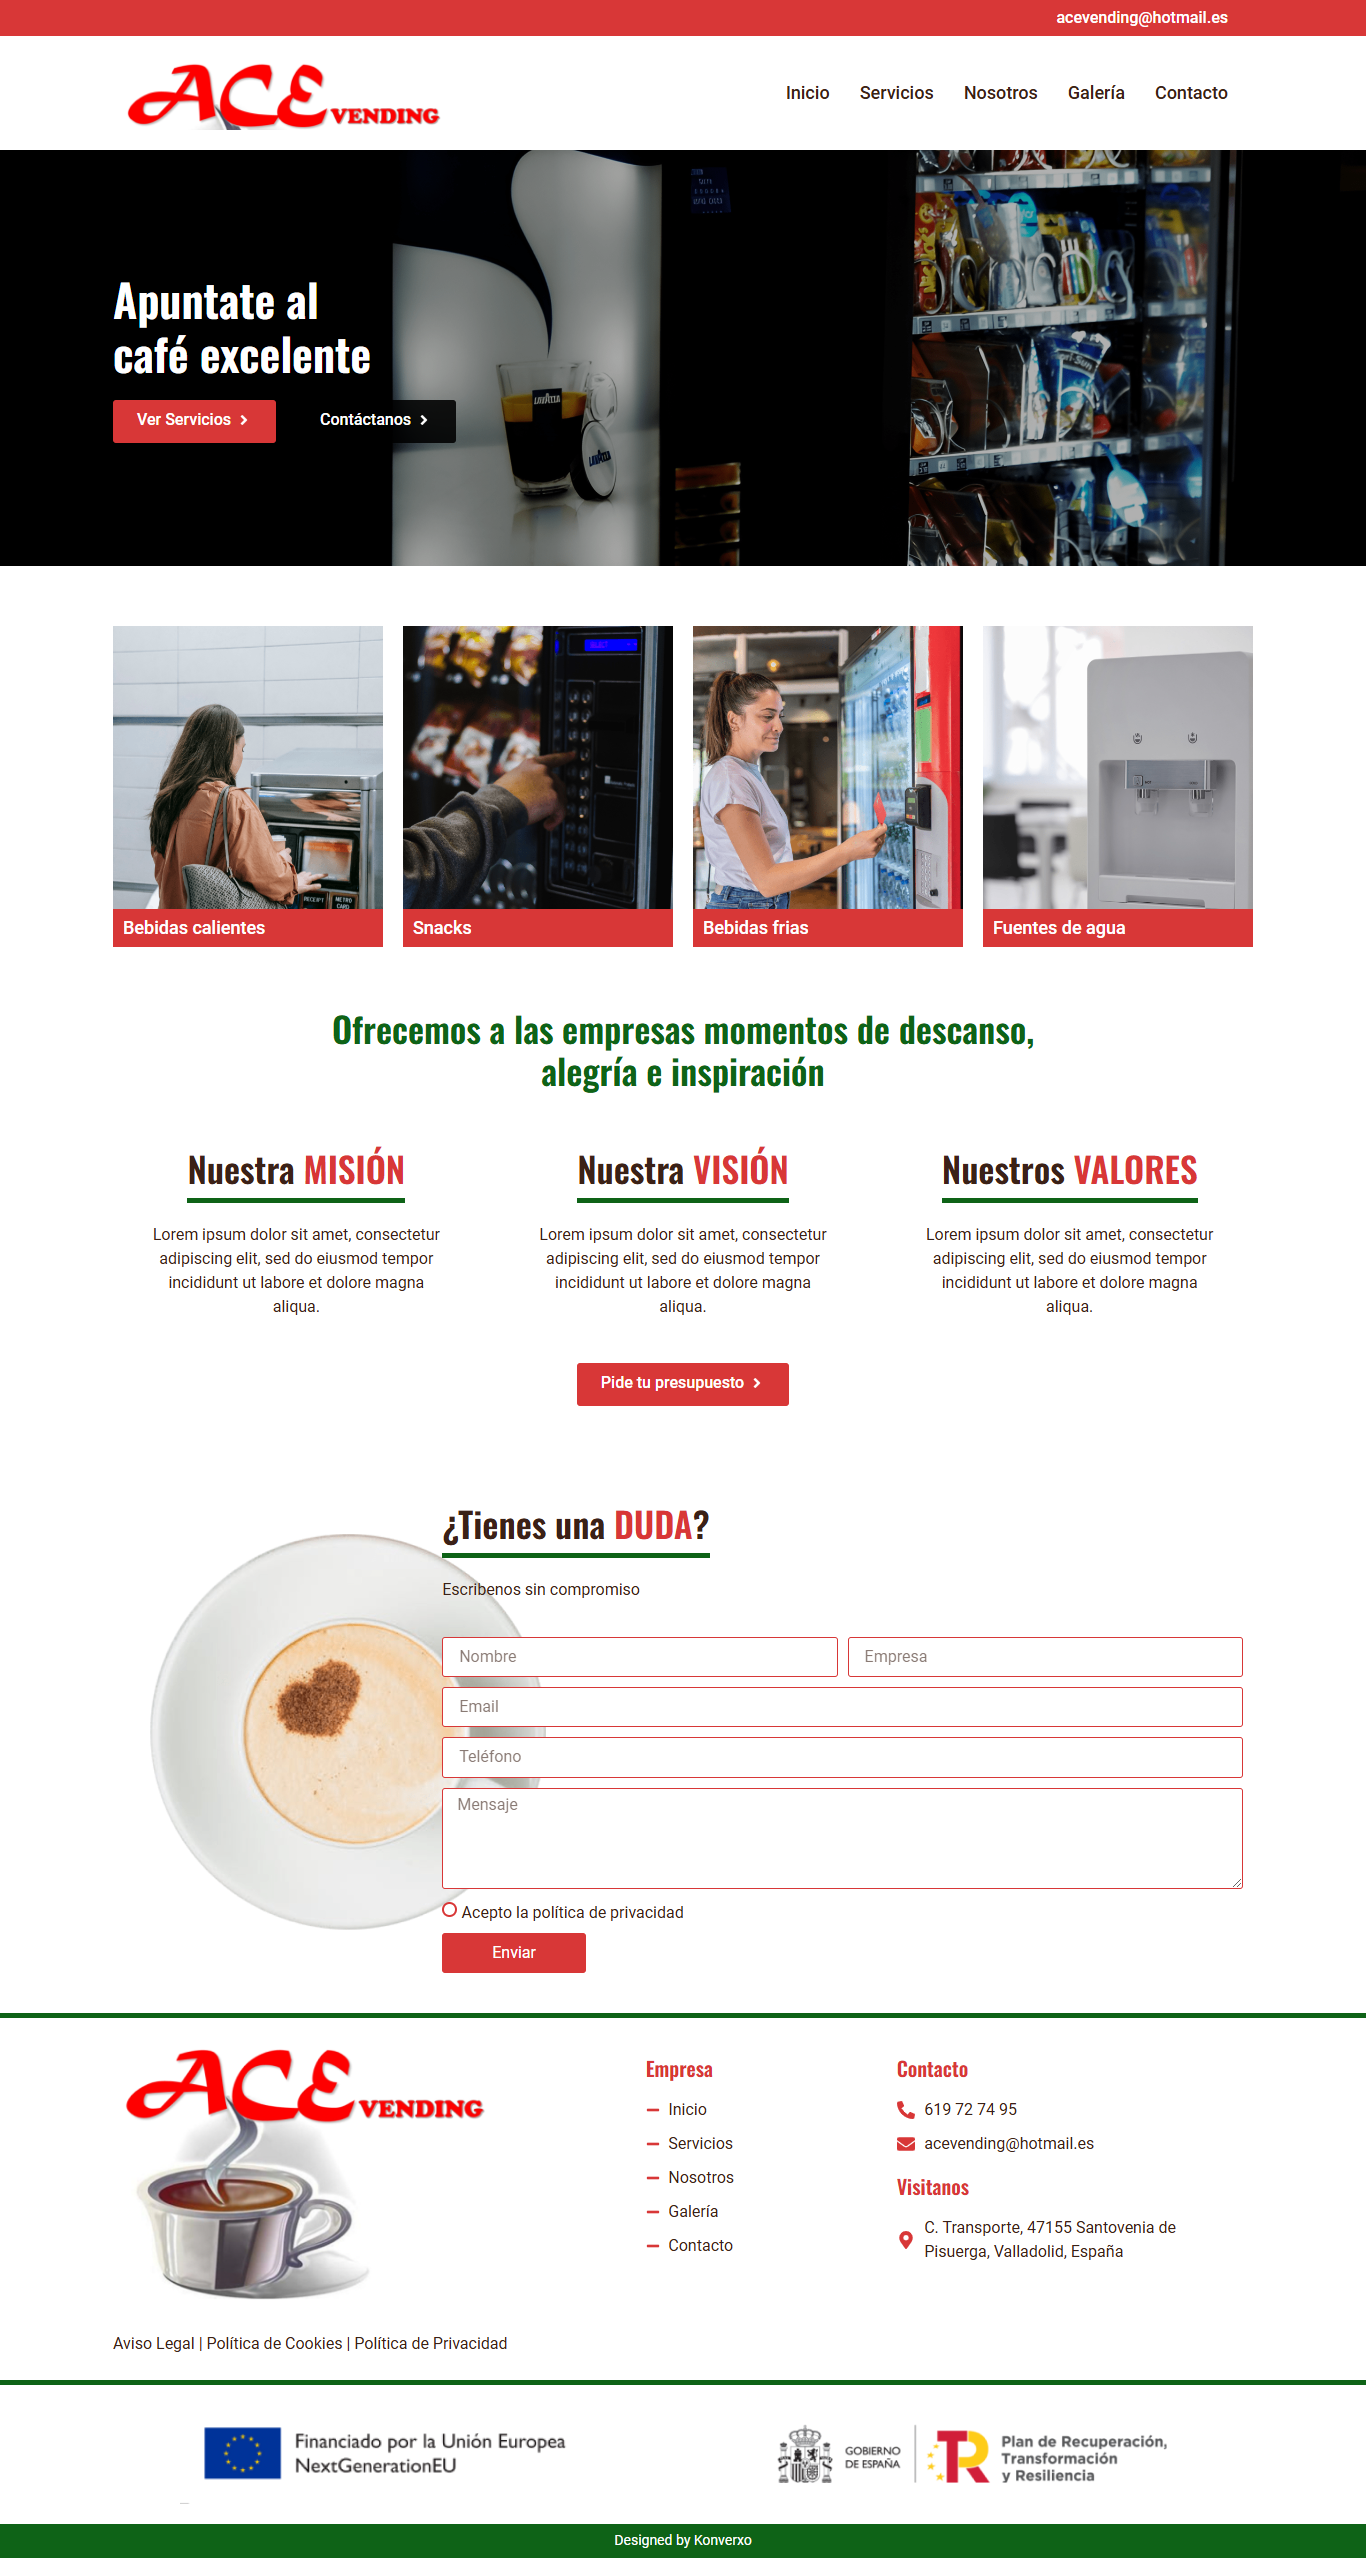 acevending@hotmail.es
ACE VENDING
Inicio Servicios Nosotros Galería Contacto
Apuntate al
café excelente
Ver Servicios
Contáctanos
LAVAZZA
LAVAZZA
SELECT
RECEIPT
METRO CARD
Bebidas calientes
Snacks
Bebidas frias
Fuentes de agua
Ofrecemos a las empresas momentos de descanso,
alegría e inspiración
Nuestra MISIÓN
Lorem ipsum dolor sit amet, consectetur
adipiscing elit, sed do eiusmod tempor
incididunt ut labore et dolore magna
aliqua.
Nuestra VISIÓN
Lorem ipsum dolor sit amet, consectetur
adipiscing elit, sed do eiusmod tempor
incididunt ut labore et dolore magna
aliqua.
Nuestros VALORES
Lorem ipsum dolor sit amet, consectetur
adipiscing elit, sed do eiusmod tempor
incididunt ut labore et dolore magna
aliqua.
Pide tu presupuesto
¿Tienes una DUDA?
Escribenos sin compromiso
Nombre
Empresa
Email
Teléfono
Mensaje
Acepto la política de privacidad
Enviar
ACE VENDING
Empresa
Inicio
Servicios
Nosotros
Galería
Contacto
Contacto
619 72 74 95
acevending@hotmail.es
Visitanos
C. Transporte, 47155 Santovenia de
Pisuerga, Valladolid, España
Aviso Legal | Política de Cookies | Política de Privacidad
Financiado por la Unión Europea
NextGenerationEU
GOBIERNO
DE ESPAÑA
R
Plan de Recuperación,
Transformación
y Resiliencia
Designed by Konverxo